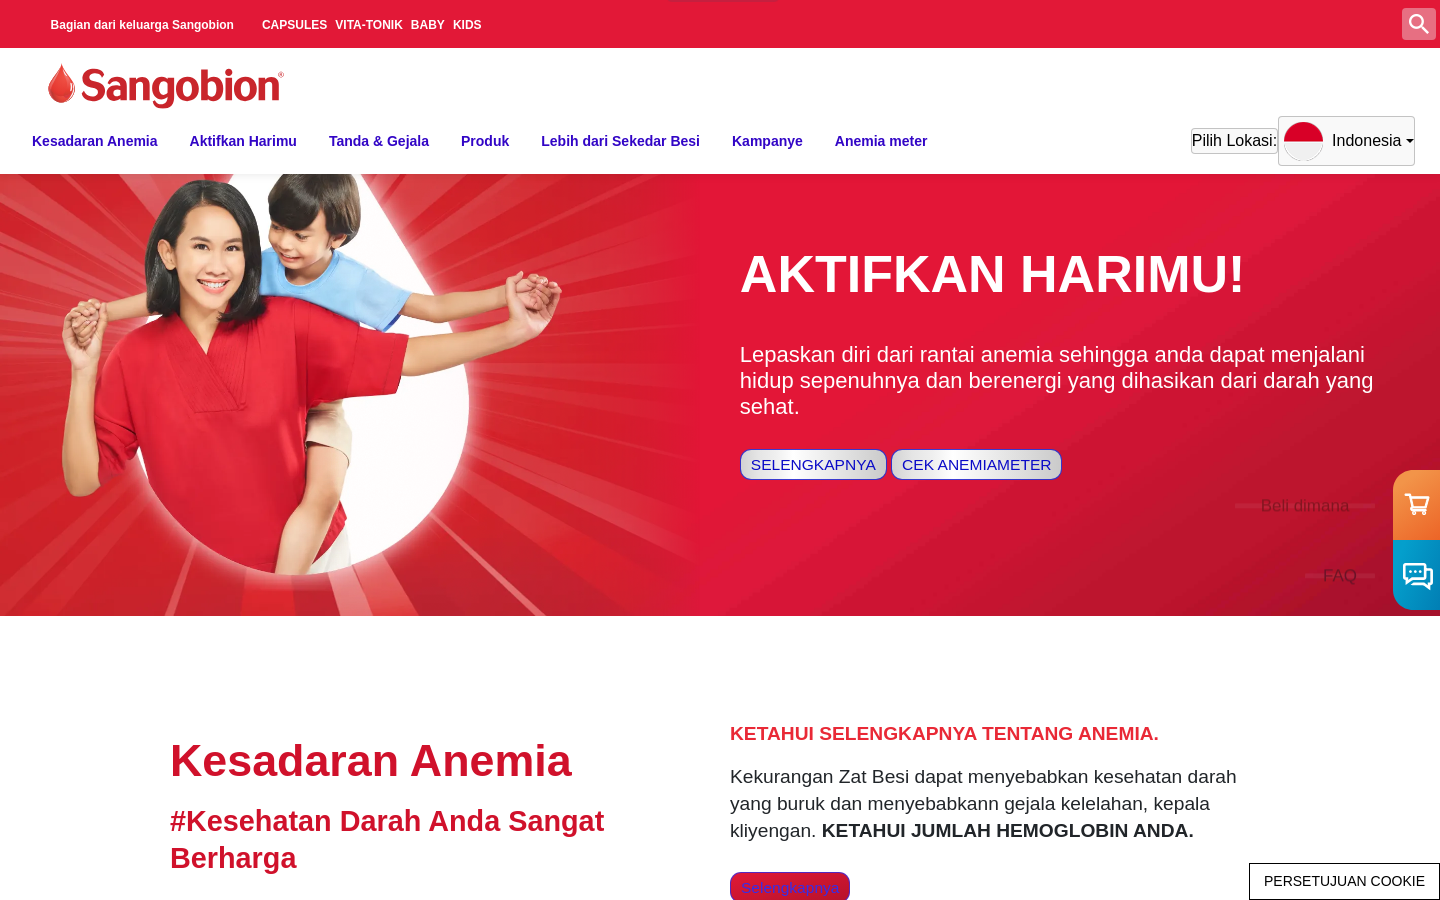 Bagian dari keluarga Sangobion
CAPSULES VITA-TONIK BABY KIDS
Sangobion®
Kesadaran Anemia
Aktifkan Harimu
Tanda & Gejala
Produk
Lebih dari Sekedar Besi
Kampanye
Anemia meter
Pilih Lokasi:
Indonesia
AKTIFKAN HARIMU!
Lepaskan diri dari rantai anemia sehingga anda dapat menjalani
hidup sepenuhnya dan berenergi yang dihasikan dari darah yang
sehat.
SELENGKAPNYA
CEK ANEMIAMETER
Beli dimana
FAQ
Kesadaran Anemia
#Kesehatan Darah Anda Sangat
Berharga
KETAHUI SELENGKAPNYA TENTANG ANEMIA.
Kekurangan Zat Besi dapat menyebabkan kesehatan darah
yang buruk dan menyebabkann gejala kelelahan, kepala
kliyengan. KETAHUI JUMLAH HEMOGLOBIN ANDA.
Selengkapnya
PERSETUJUAN COOKIE